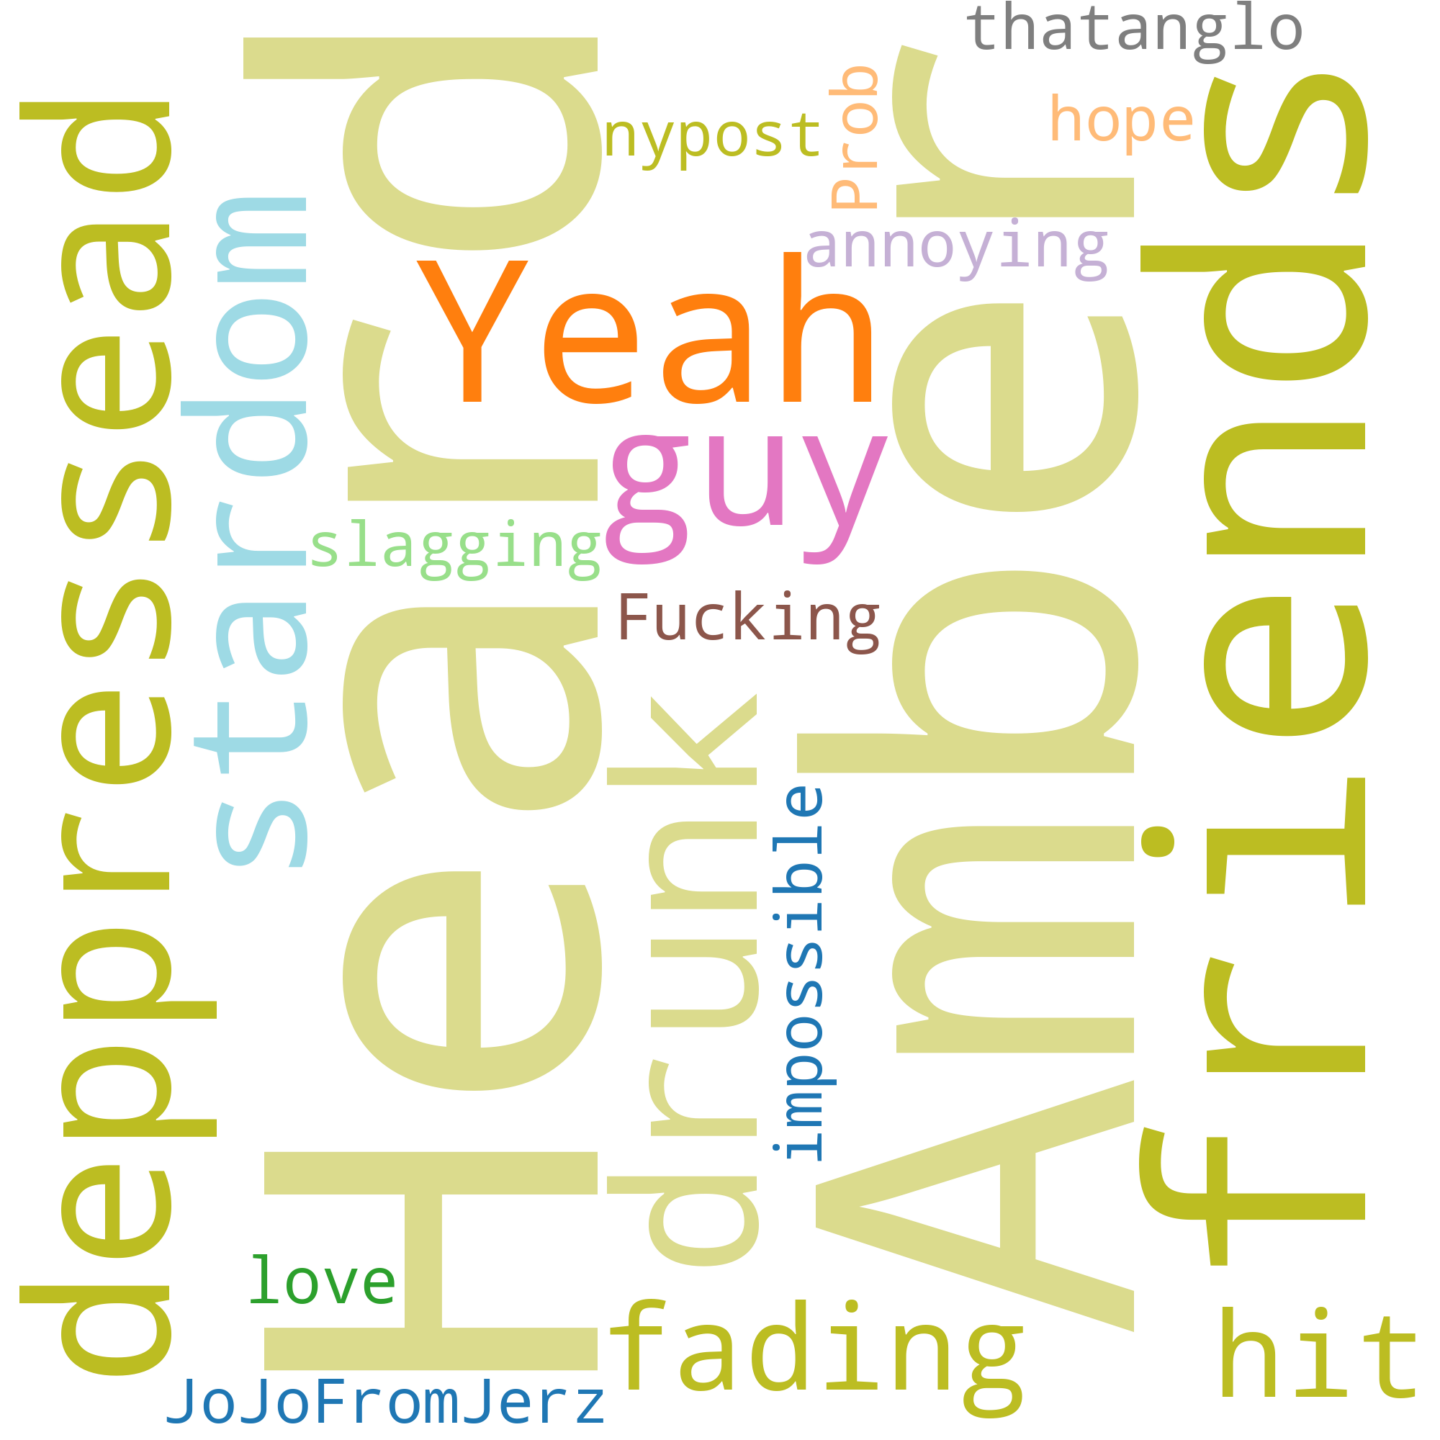 thatanglo
depressead
Heard
Prob
Amber
friends
hope
nypost
stardom
annoying
Yeah
guy
slagging
Fucking
drunk
impossible
love
fading
hit
JoJoFromJerz